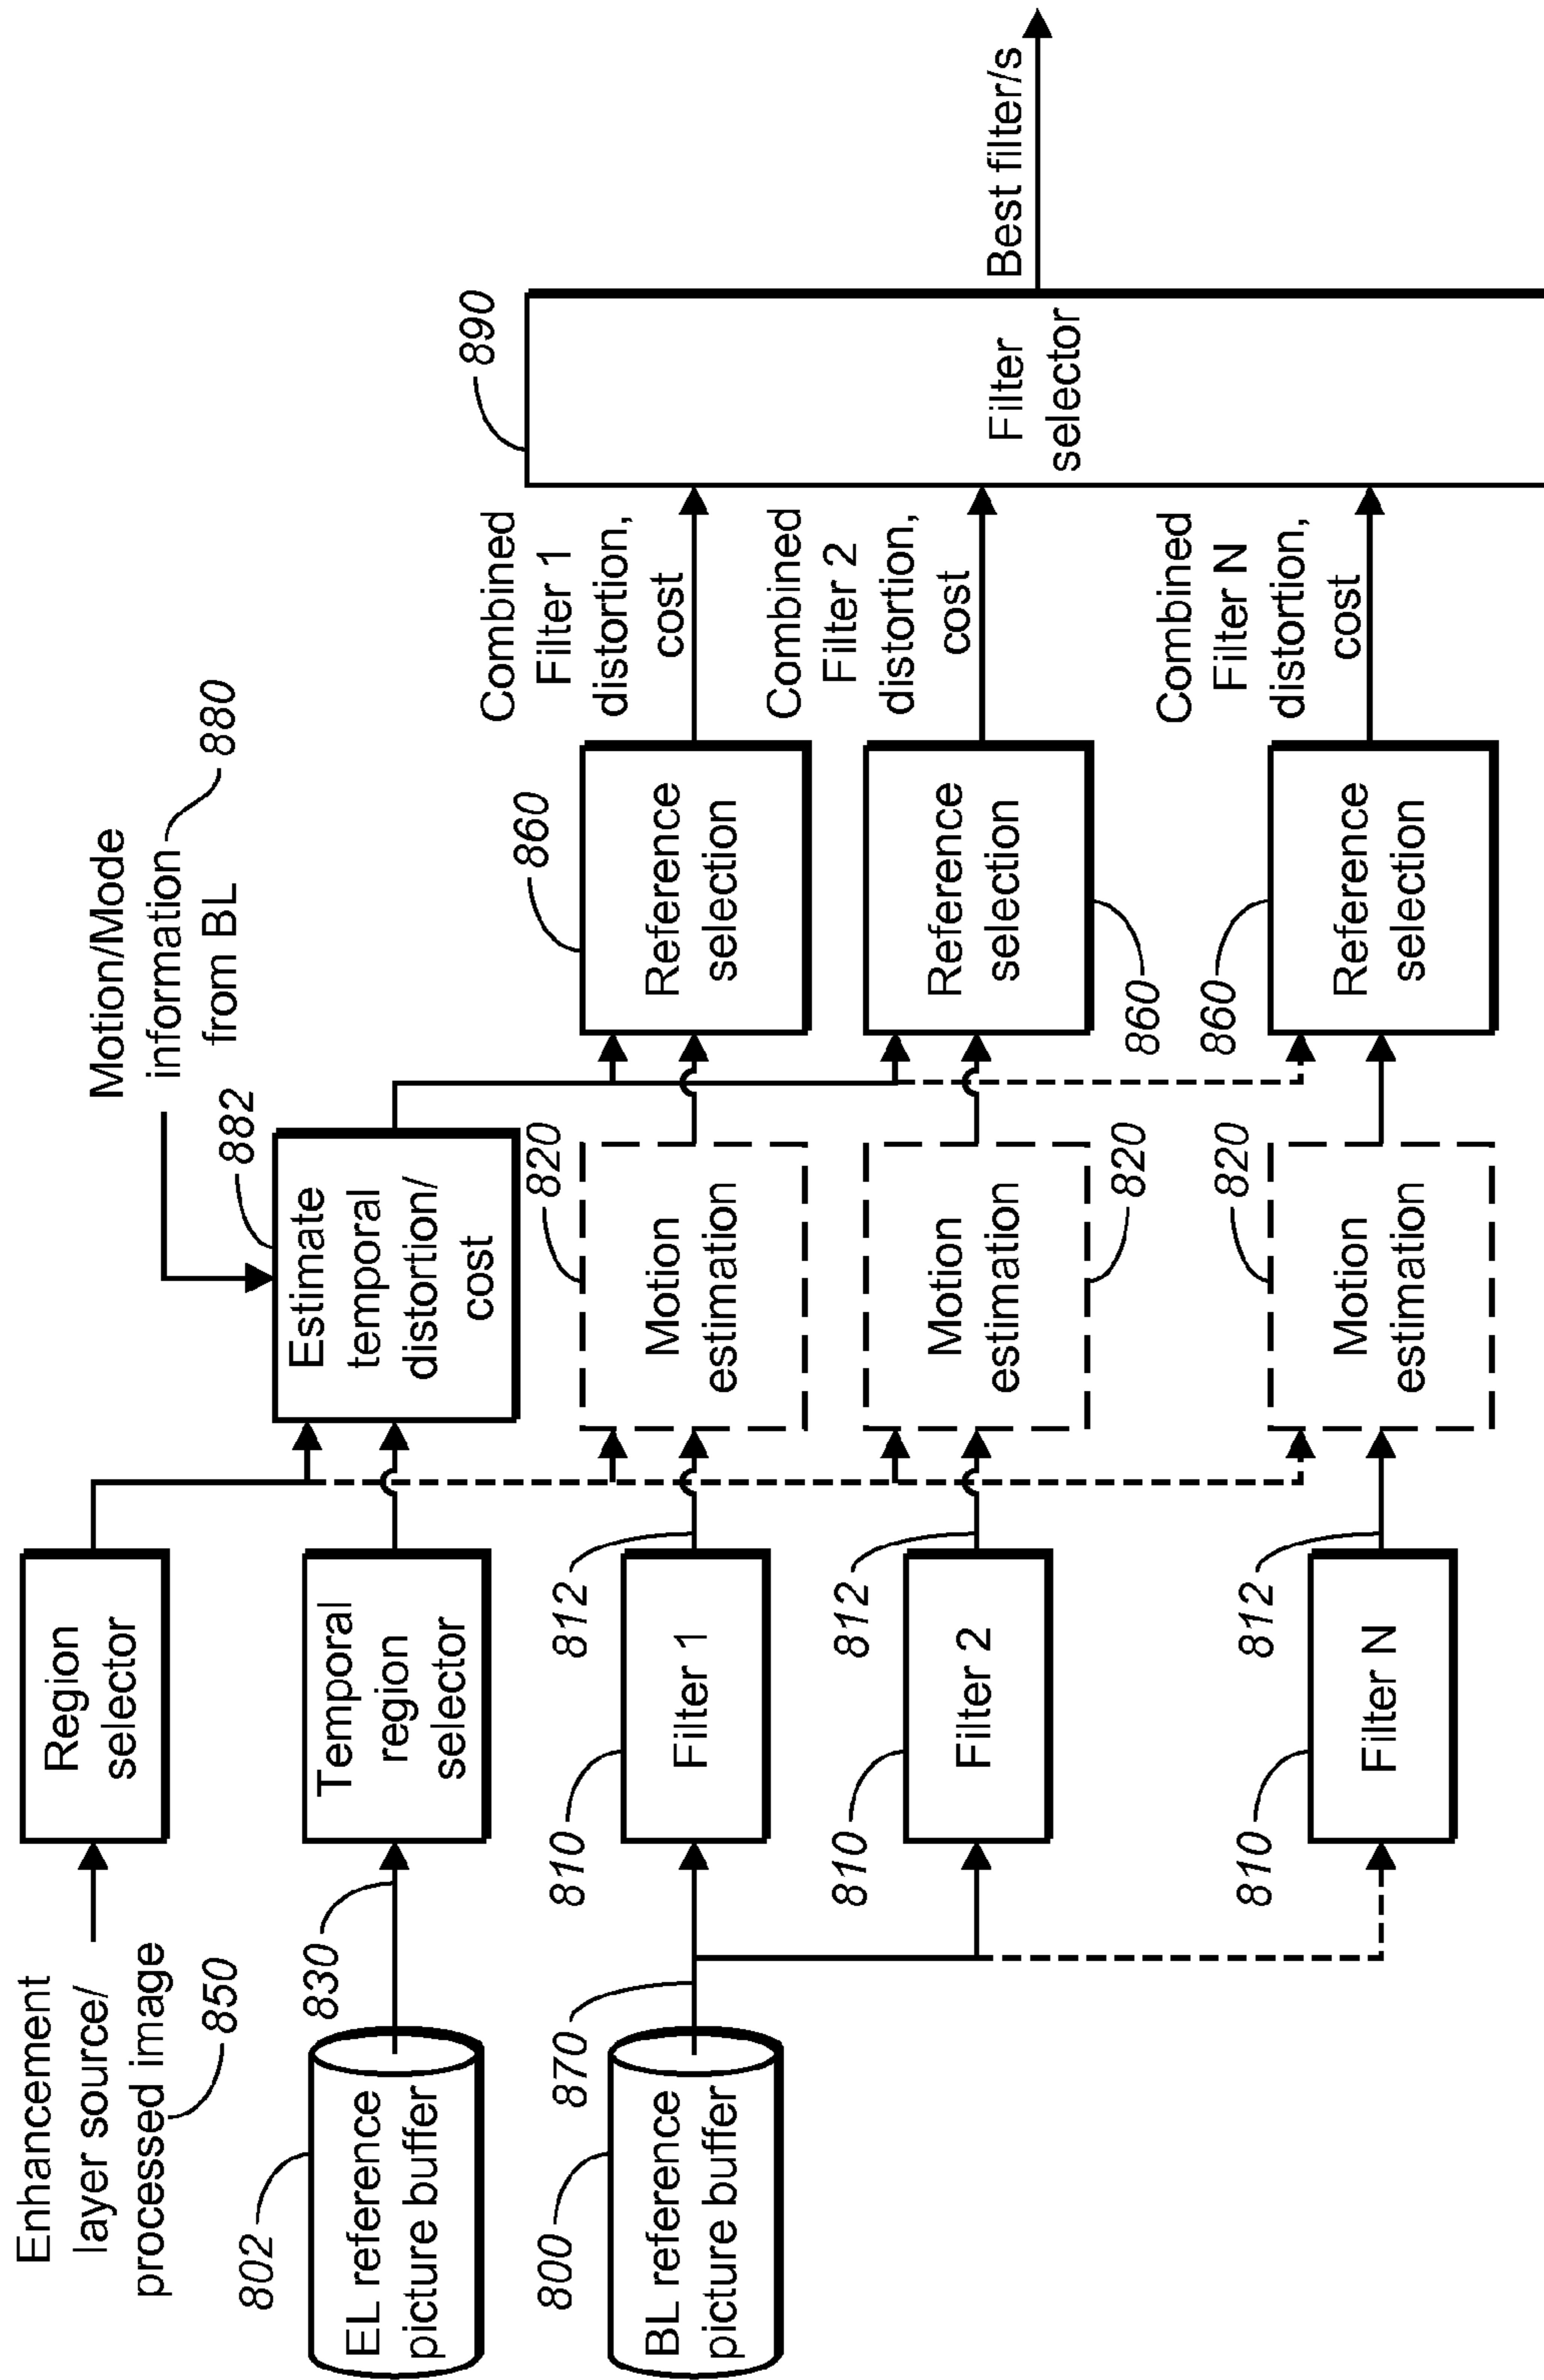 Enhancement
layer source/
processed image
850
Region
selector
Motion/Mode
information
from BL
880
802
EL reference
picture buffer
830
Temporal
region
selector
882
Estimate
temporal
distortion/
cost
800
BL reference
picture buffer
870
810
Filter 1
812
820
Motion
estimation
860
Reference
selection
Combined
Filter 1
distortion,
cost
810
Filter 2
812
Motion
estimation
820
Reference
selection
860
Combined
Filter 2
distortion,
cost
810
Filter N
812
820
Motion
estimation
860
Reference
selection
Combined
Filter N
distortion,
cost
890
Filter
selector
Best filter/s